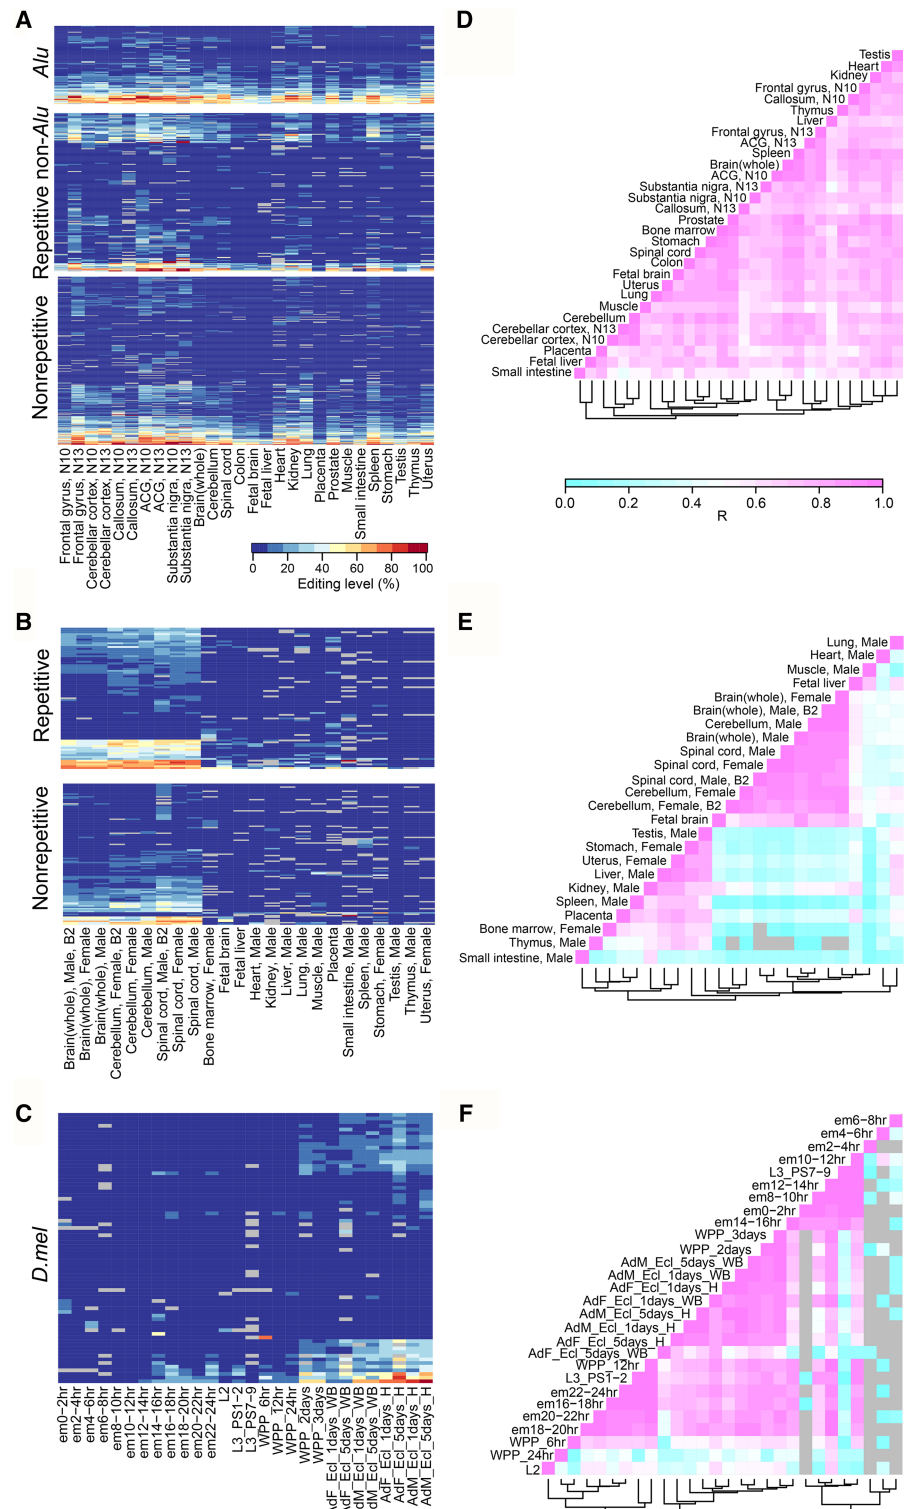 A
Alu
Repetitive non-Alu
Nonrepetitive
Frontal gyrus, N10
Frontal gyrus, N13
Cerebellar cortex, N10
Cerebellar cortex, N13
Callosum, N10
Callosum, N13
ACG, N10
ACG, N13
Substantia nigra, N10
Substantia nigra, N13
Brain(whole)
Cerebellum
Spinal cord
Colon
Fetal brain
Fetal liver
Heart
Kidney
Lung
Placenta
Prostate
Muscle
Small intestine
Spleen
Stomach
Testis
Thymus
Uterus
0 20 40 60 80 100
Editing level (%)
D
Testis
Heart
Kidney
Frontal gyrus, N10
Callosum, N10
Thymus
Liver
Frontal gyrus, N13
ACG, N13
Spleen
Brain(whole)
ACG, N10
Substantia nigra, N13
Substantia nigra, N10
Callosum, N13
Prostate
Bone marrow
Stomach
Spinal cord
Colon
Fetal brain
Uterus
Lung
Muscle
Cerebellum
Cerebellar cortex, N13
Cerebellar cortex, N10
Placenta
Fetal liver
Small intestine
0.0 0.2 0.4 0.6 0.8 1.0
R
B
Repetitive
Nonrepetitive
Brain(whole), Male, B2
Brain(whole), Female
Brain(whole), Male
Cerebellum, Female, B2
Cerebellum, Female
Cerebellum, Male
Spinal cord, Male, B2
Spinal cord, Female
Spinal cord, Male
Bone marrow, Female
Fetal brain
Fetal liver
Heart, Male
Kidney, Male
Liver, Male
Lung, Male
Muscle, Male
Placenta
Small intestine, Male
Spleen, Male
Stomach, Female
Testis, Male
Thymus, Male
Uterus, Female
E
Lung, Male
Heart, Male
Muscle, Male
Fetal liver
Brain(whole), Female
Brain(whole), Male, B2
Cerebellum, Male
Brain(whole), Male
Spinal cord, Male
Spinal cord, Female
Spinal cord, Male, B2
Cerebellum, Female
Cerebellum, Female, B2
Fetal brain
Testis, Male
Stomach, Female
Uterus, Female
Liver, Male
Kidney, Male
Spleen, Male
Placenta
Bone marrow, Female
Thymus, Male
Small intestine, Male
C
D.mel
em0-2hr
em2-4hr
em4-6hr
em6-8hr
em8-10hr
em10-12hr
em12-14hr
em14-16hr
em16-18hr
em18-20hr
em20-22hr
em22-24hr
L2
L3_PS1-2
L3_PS7-9
WPP_6hr
WPP_12hr
WPP_24hr
WPP_2days
WPP_3days
dF_Ecl_1days_WB
dF_Ecl_5days_WB
dM_Ecl_1days_WB
dM_Ecl_5days_WB
AdF_Ecl_1days_H
AdF_Ecl_5days_H
AdM_Ecl_1days_H
AdM_Ecl_5days_H
F
em6-8hr
em4-6hr
em2-4hr
em10-12hr
L3_PS7-9
em12-14hr
em8-10hr
em0-2hr
em14-16hr
WPP_3days
WPP_2days
AdM_Ecl_5days_WB
AdM_Ecl_1days_WB
AdF_Ecl_1days_H
AdF_Ecl_1days_WB
AdM_Ecl_5days_H
AdM_Ecl_1days_H
AdF_Ecl_5days_H
AdF_Ecl_5days_WB
WPP_12hr
L3_PS1-2
em22-24hr
em16-18hr
em20-22hr
em18-20hr
WPP_6hr
WPP_24hr
L2